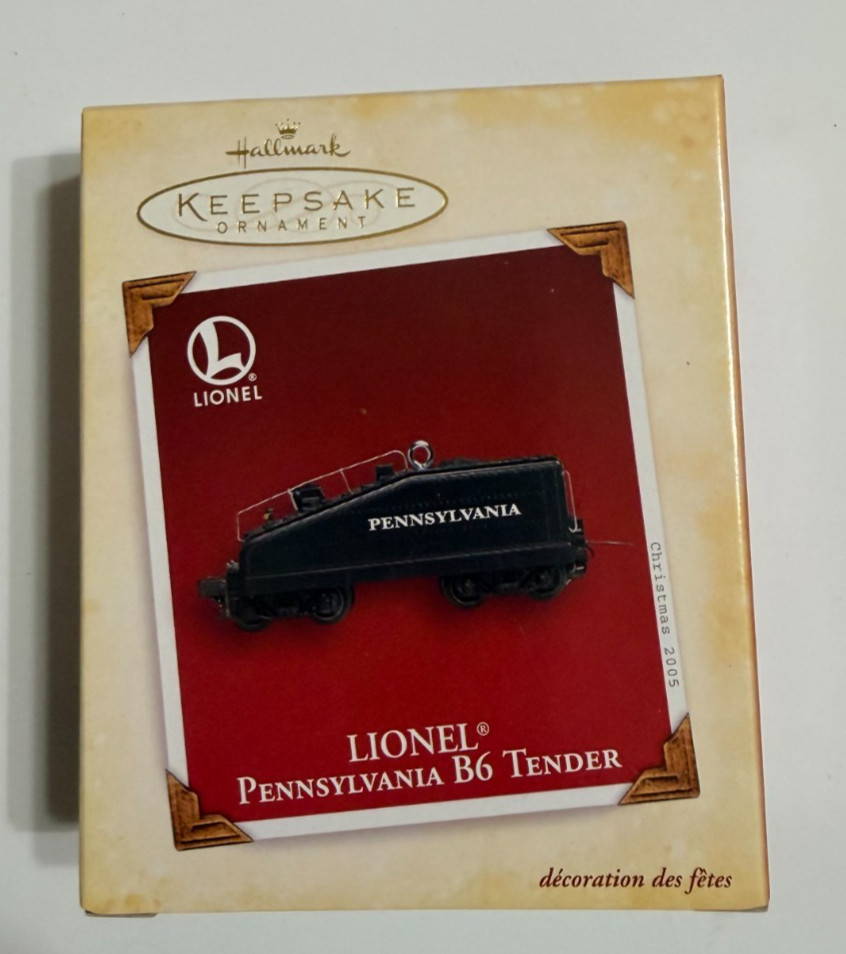 Hallmark
KEEPSAKE
ORNAMENT
L®
LIONEL
PENNSYLVANIA
Christmas 2005
LIONEL®
PENNSYLVANIA B6 TENDER
décoration des fêtes